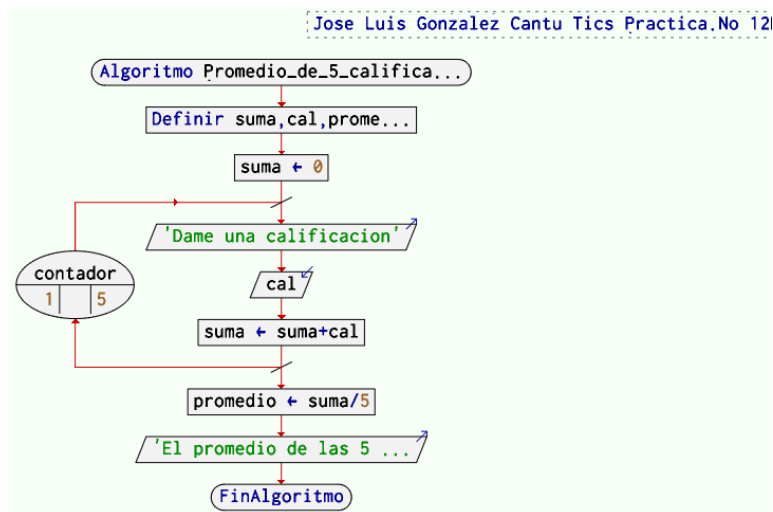 Jose Luis Gonzalez Cantu Tics Practica.No 12
Algoritmo Promedio_de_5_califica...
Definir suma,cal,prome...
suma ← 0
'Dame una calificacion'
contador
1 5
cal
suma ← suma+cal
promedio ← suma/5
'El promedio de las 5 ...
FinAlgoritmo